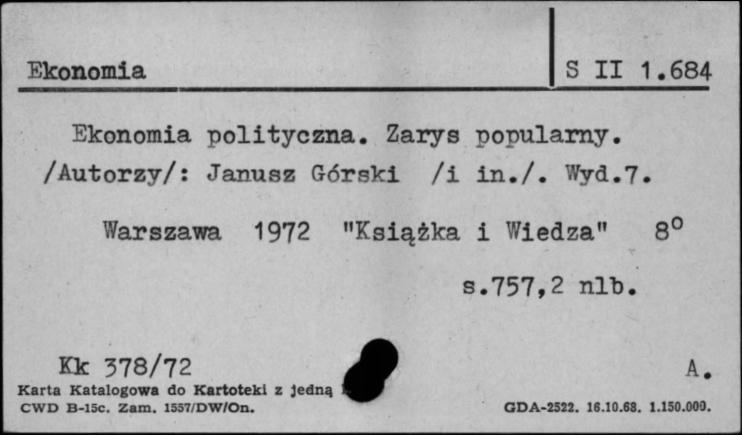 Ekonomia S II 1.684
Ekonomia polityczna. Zarys popularny.
/Autorzy/: Janusz Górski /i in./. Wyd.7.
Warszawa 1972 "Książka i Wiedza" 8º
s.757,2 nlb.
Kk 378/72 A.
Karta Katalogowa do Kartoteki z jedną
CWD B-15c. Zam. 1557/DW/On. GDA-2522. 16.10.68. 1.150.000.